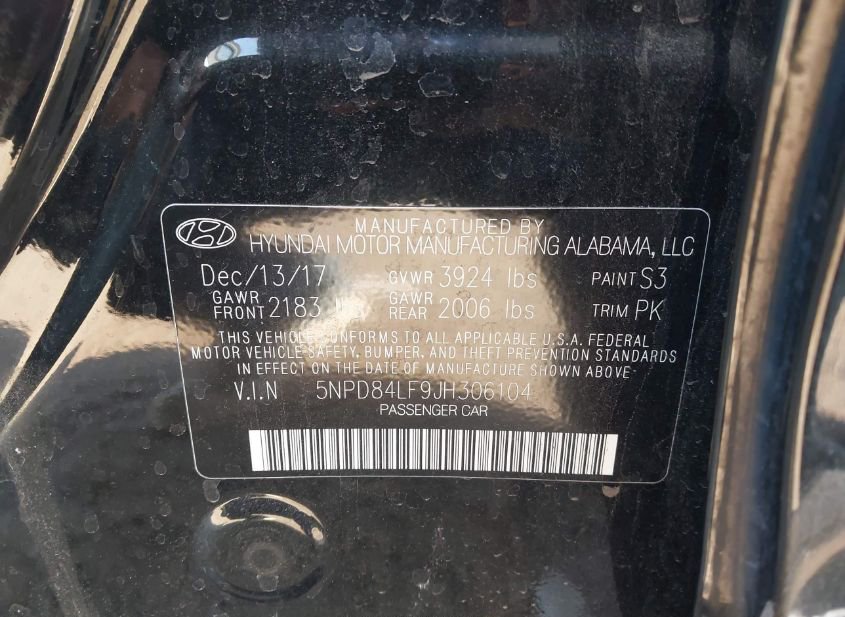 MANUFACTURED BY
HYUNDAI MOTOR MANUFACTURING ALABAMA, LLC
Dec/13/17 GVWR 3924 lbs PAINT S3
GAWR FRONT 2183 GAWR REAR 2006 lbs TRIM PK
THIS VEHICLE CONFORMS TO ALL APPLICABLE U.S.A. FEDERAL
MOTOR VEHICLE SAFETY, BUMPER, AND THEFT PREVENTION STANDARDS
IN EFFECT ON THE DATE OF MANUFACTURE SHOWN ABOVE
V.I.N 5NPD84LF9JH306104
PASSENGER CAR